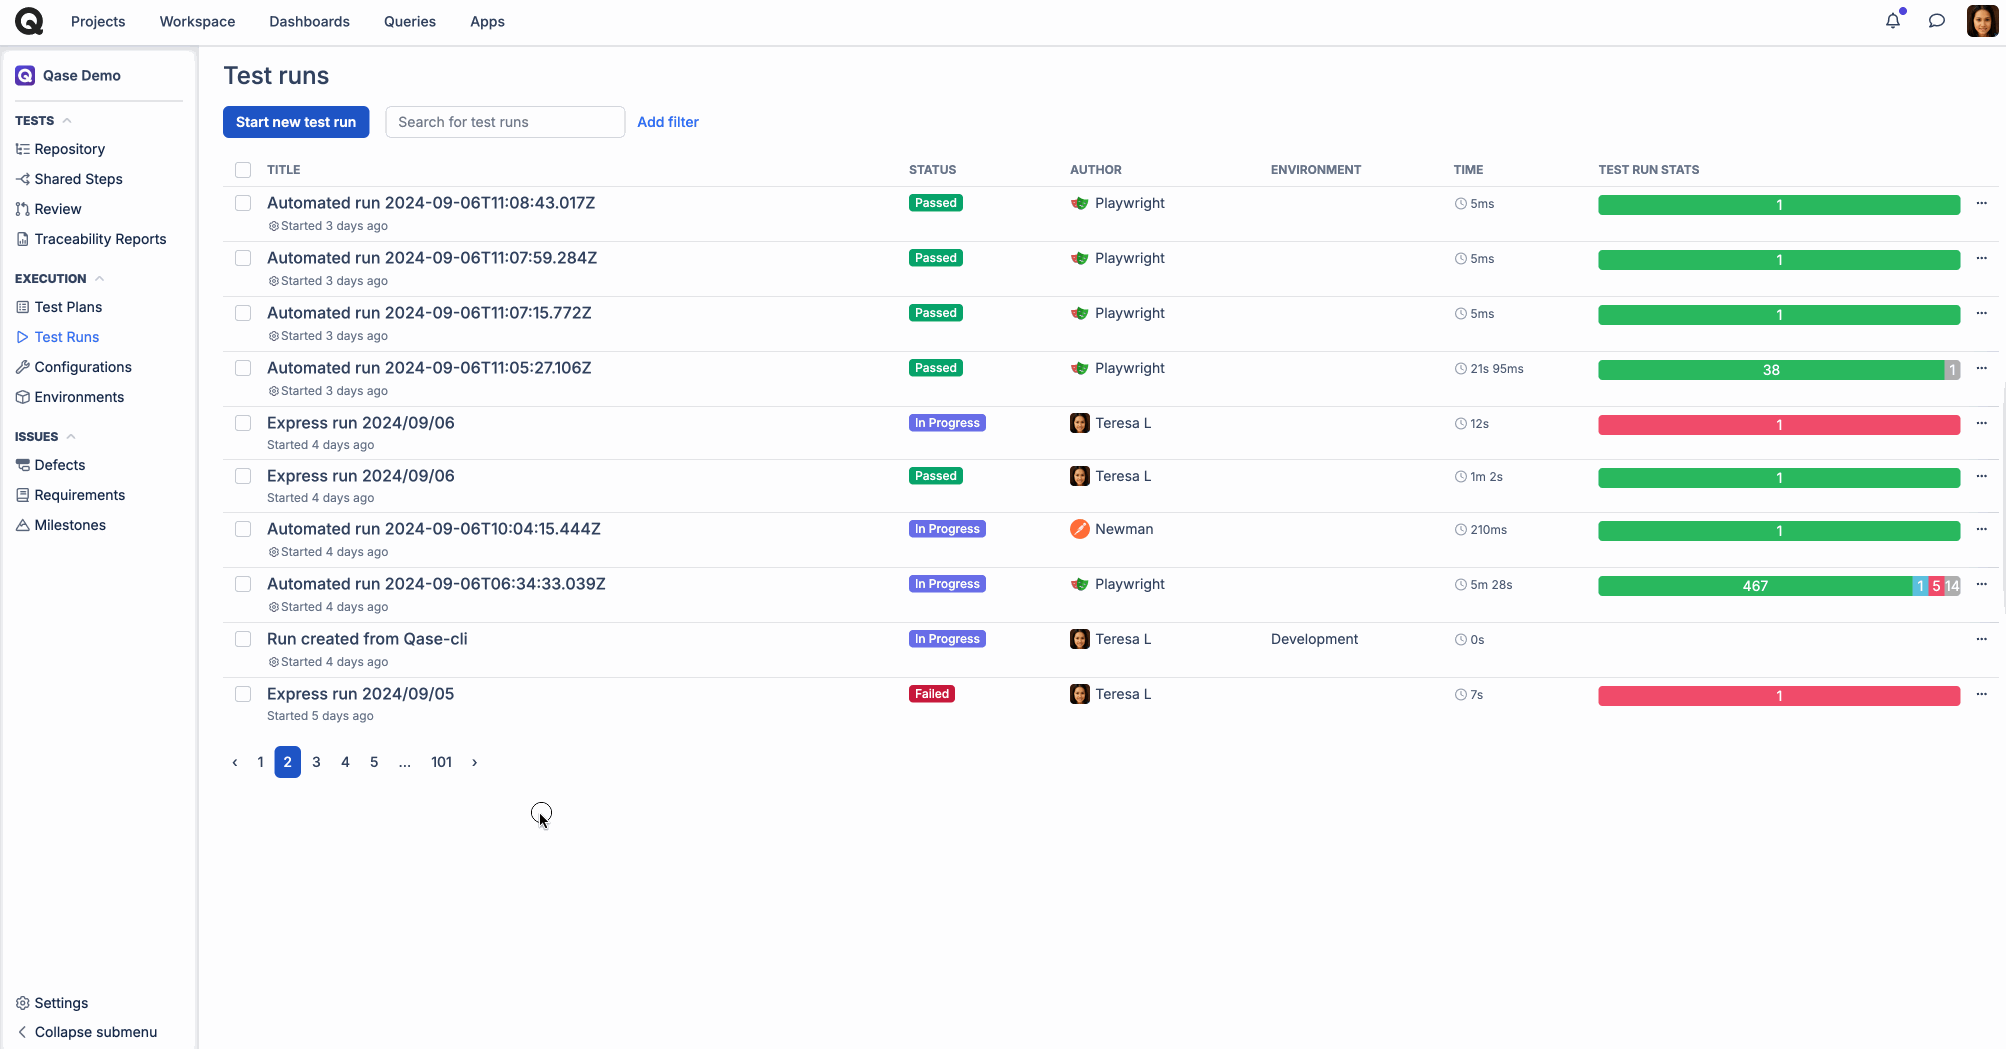 Projects Workspace Dashboards Queries Apps
Qase Demo
TESTS
Repository
Shared Steps
Review
Traceability Reports
EXECUTION
Test Plans
Test Runs
Configurations
Environments
ISSUES
Defects
Requirements
Milestones
Settings
Collapse submenu
Test runs
Start new test run Search for test runs Add filter
TITLE STATUS AUTHOR ENVIRONMENT TIME TEST RUN STATS
Automated run 2024-09-06T11:08:43.017Z Passed Playwright 5ms 1
Started 3 days ago
Automated run 2024-09-06T11:07:59.284Z Passed Playwright 5ms 1
Started 3 days ago
Automated run 2024-09-06T11:07:15.772Z Passed Playwright 5ms 1
Started 3 days ago
Automated run 2024-09-06T11:05:27.106Z Passed Playwright 21s 95ms 38 1
Started 3 days ago
Express run 2024/09/06 In Progress Teresa L 12s 1
Started 4 days ago
Express run 2024/09/06 Passed Teresa L 1m 2s 1
Started 4 days ago
Automated run 2024-09-06T10:04:15.444Z In Progress Newman 210ms 1
Started 4 days ago
Automated run 2024-09-06T06:34:33.039Z In Progress Playwright 5m 28s 467 1 5 14
Started 4 days ago
Run created from Qase-cli In Progress Teresa L Development 0s
Started 4 days ago
Express run 2024/09/05 Failed Teresa L 7s 1
Started 5 days ago
‹ 1 2 3 4 5 ... 101 ›